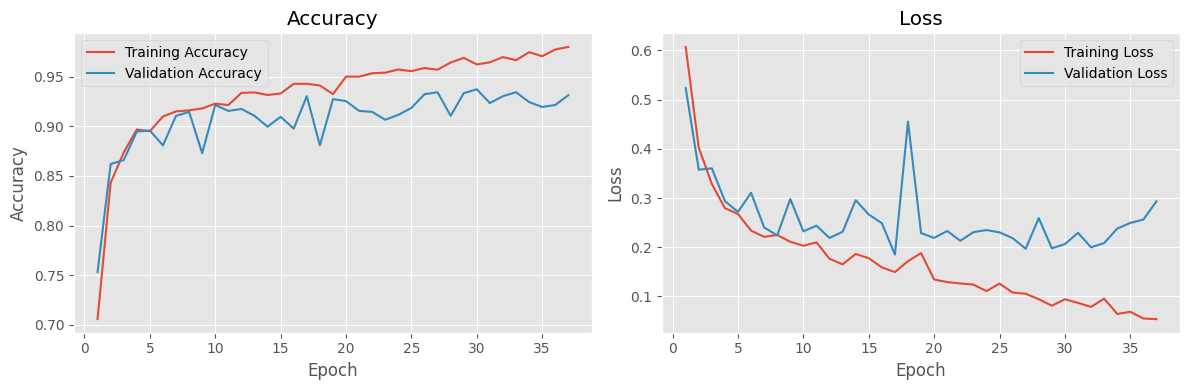 Accuracy
Training Accuracy
Validation Accuracy
0.95
0.90
0.85
0.80
0.75
0.70
Accuracy
0 5 10 15 20 25 30 35
Epoch
Loss
Training Loss
Validation Loss
0.6
0.5
0.4
0.3
0.2
0.1
Loss
0 5 10 15 20 25 30 35
Epoch